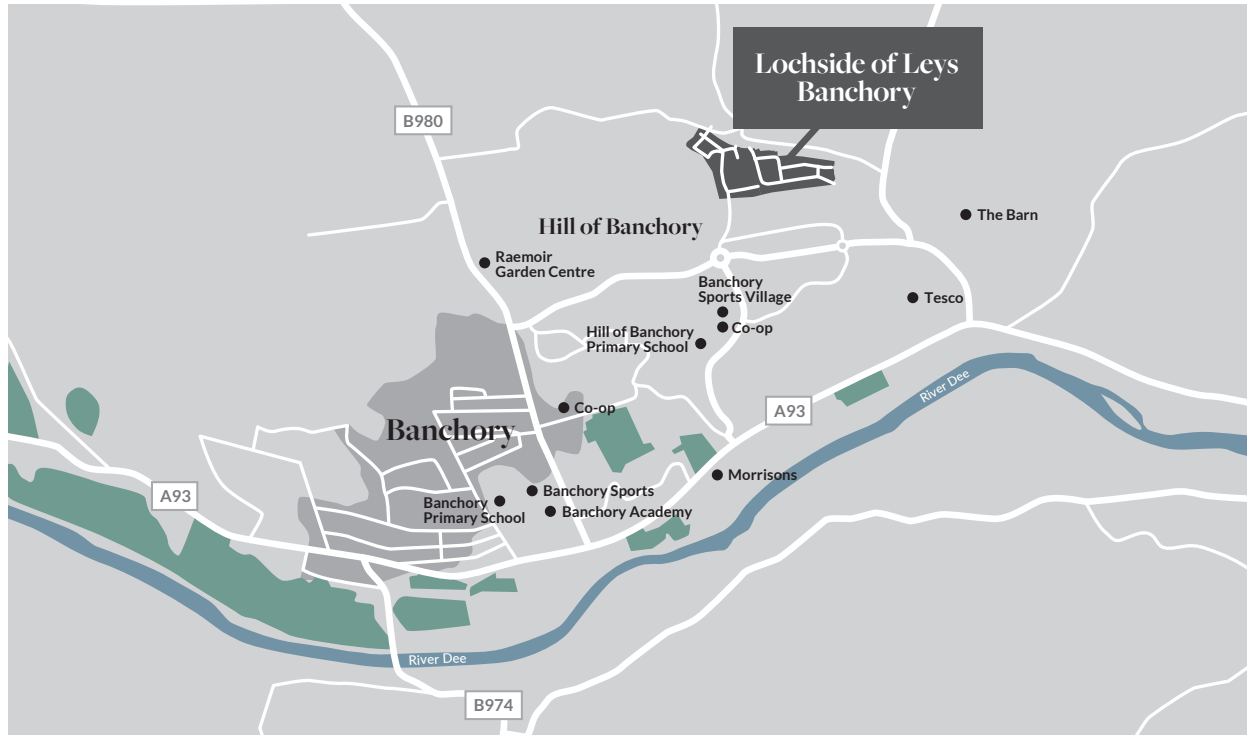 Lochside of Leys
Banchory
B980
The Barn
Hill of Banchory
Raemoir
Garden Centre
Banchory
Sports Village
Tesco
Co-op
Hill of Banchory
Primary School
River Dee
Co-op
A93
Banchory
Morrisons
Banchory Sports
A93
Banchory
Primary School
Banchory Academy
River Dee
B974